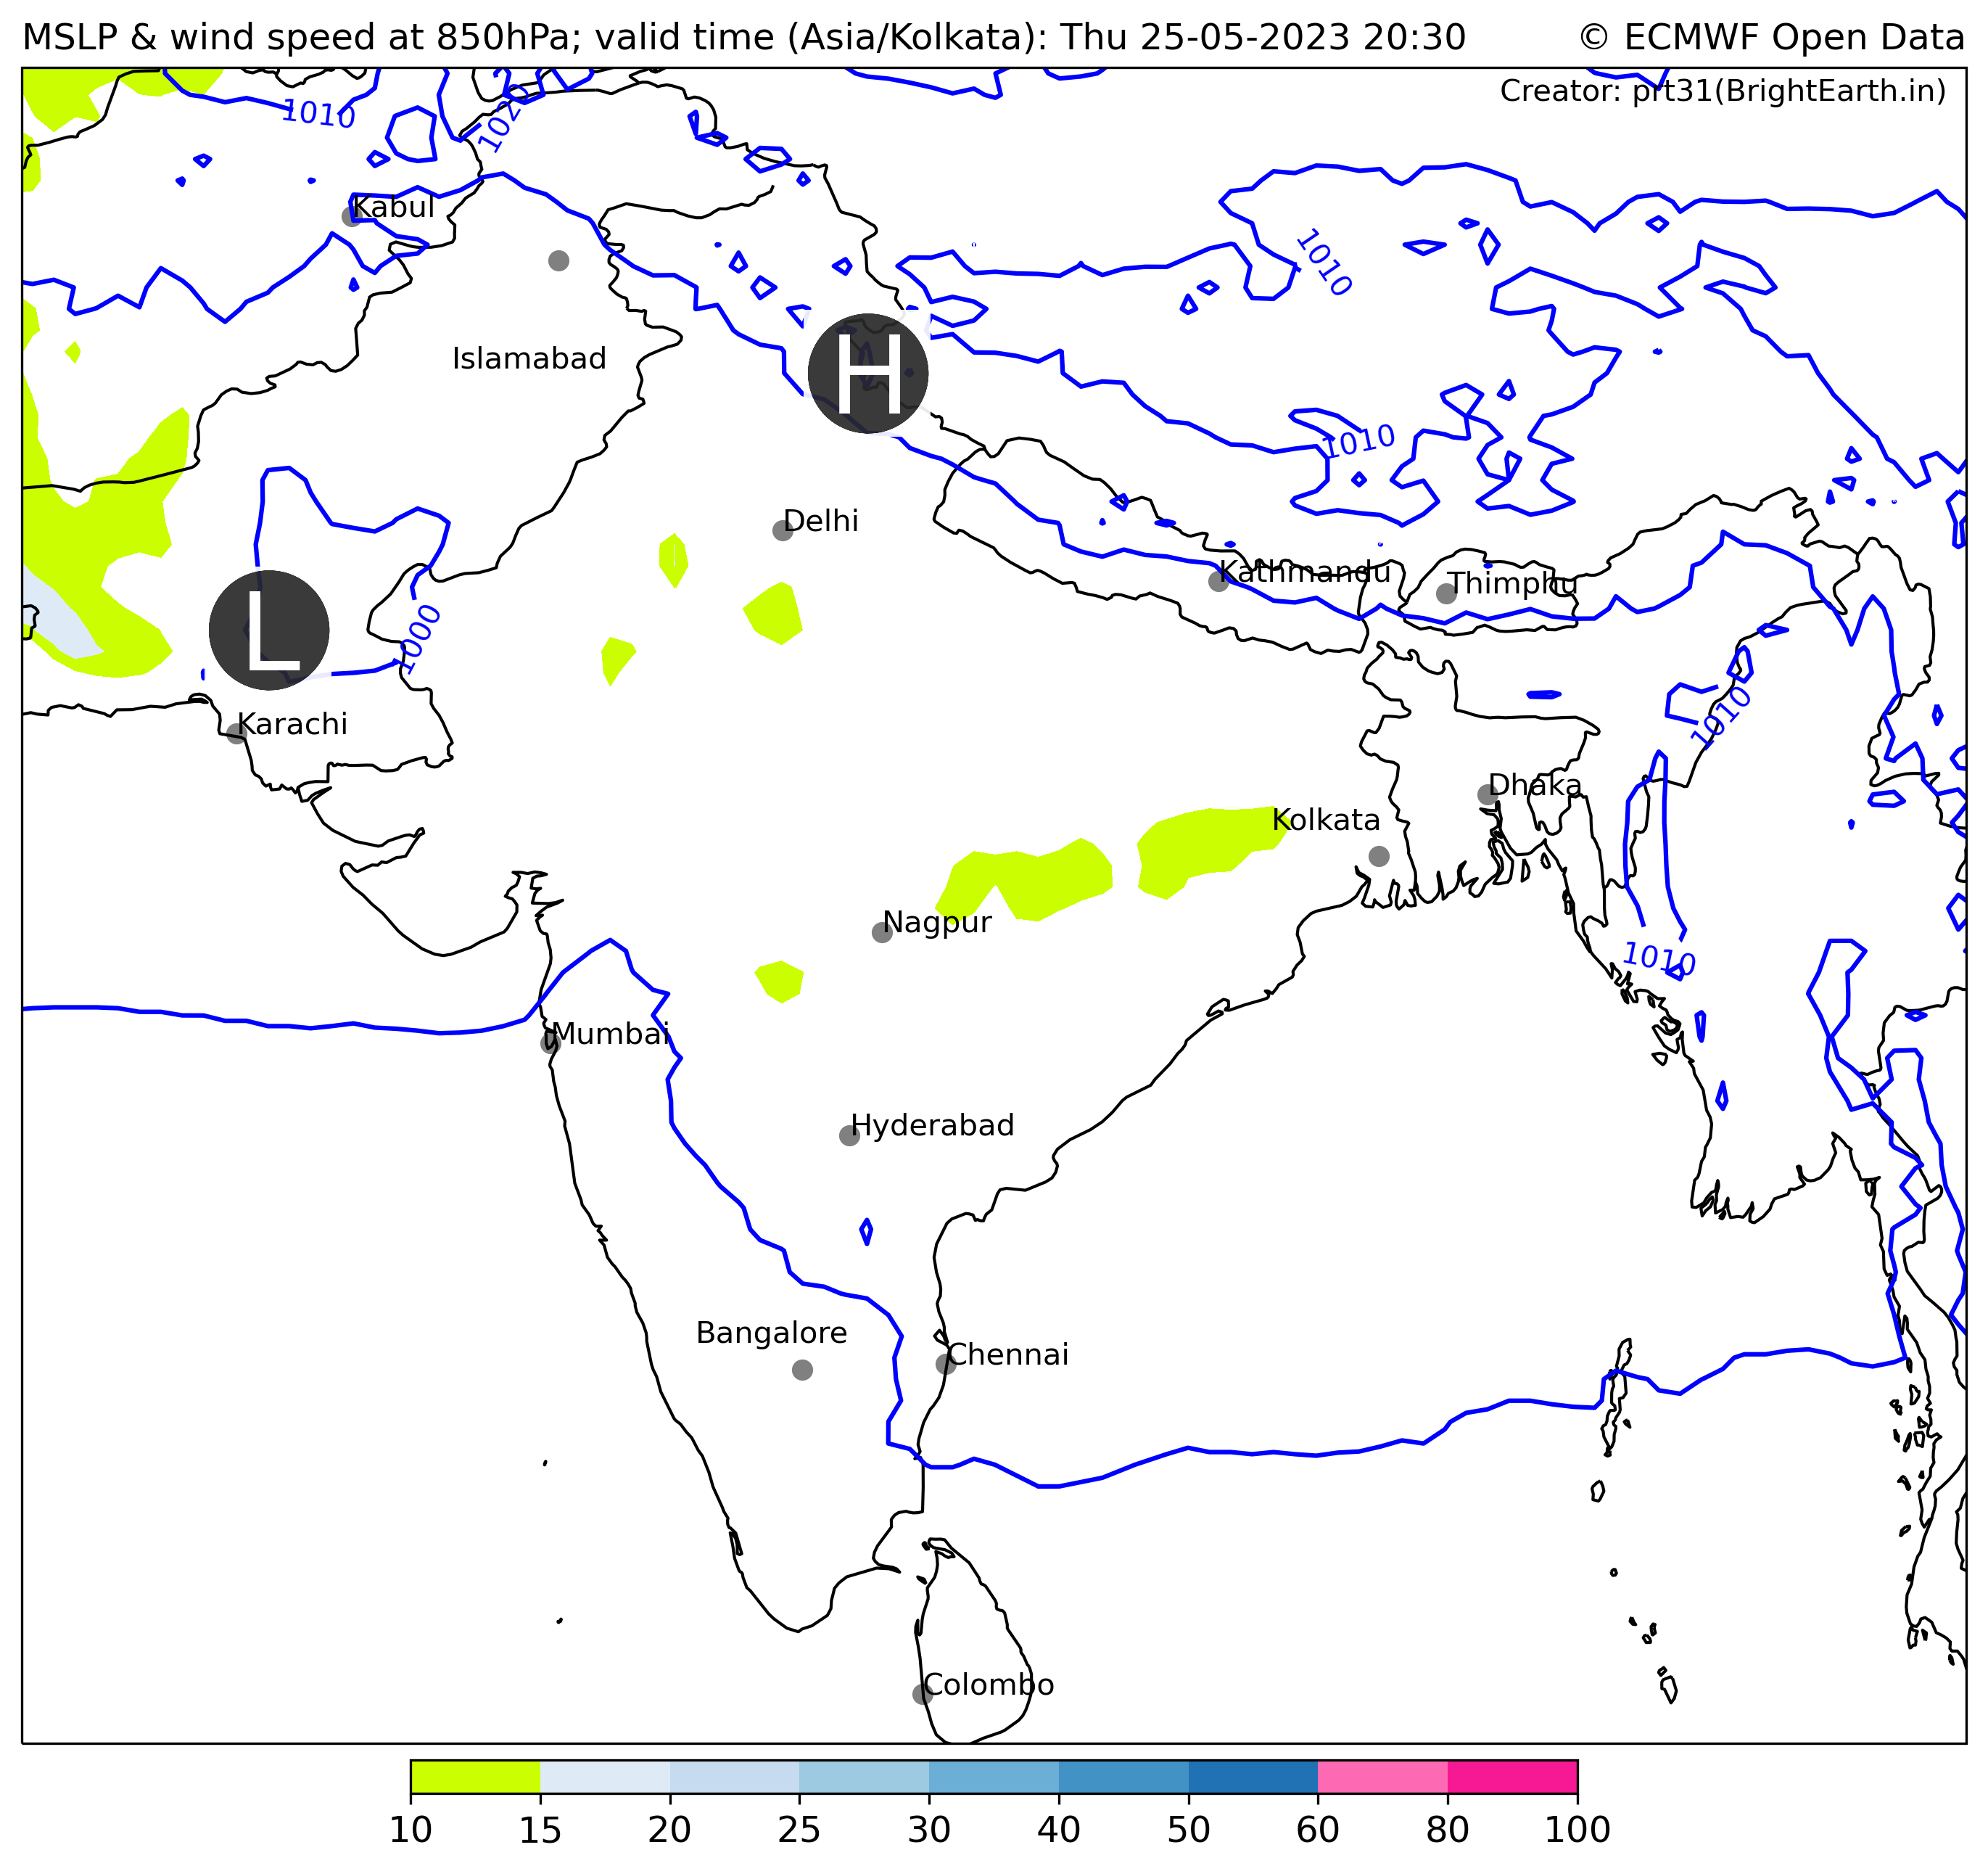 MSLP & wind speed at 850hPa; valid time (Asia/Kolkata): Thu 25-05-2023 20:30
© ECMWF Open Data
Creator: prt31(BrightEarth.in)
1010
Kabul
1010
Islamabad
H
1010
Delhi
Kathmandu
Thimphu
L
1000
1010
Karachi
Dhaka
Kolkata
Nagpur
1010
Mumbai
Hyderabad
Bangalore
Chennai
Colombo
10 15 20 25 30 40 50 60 80 100